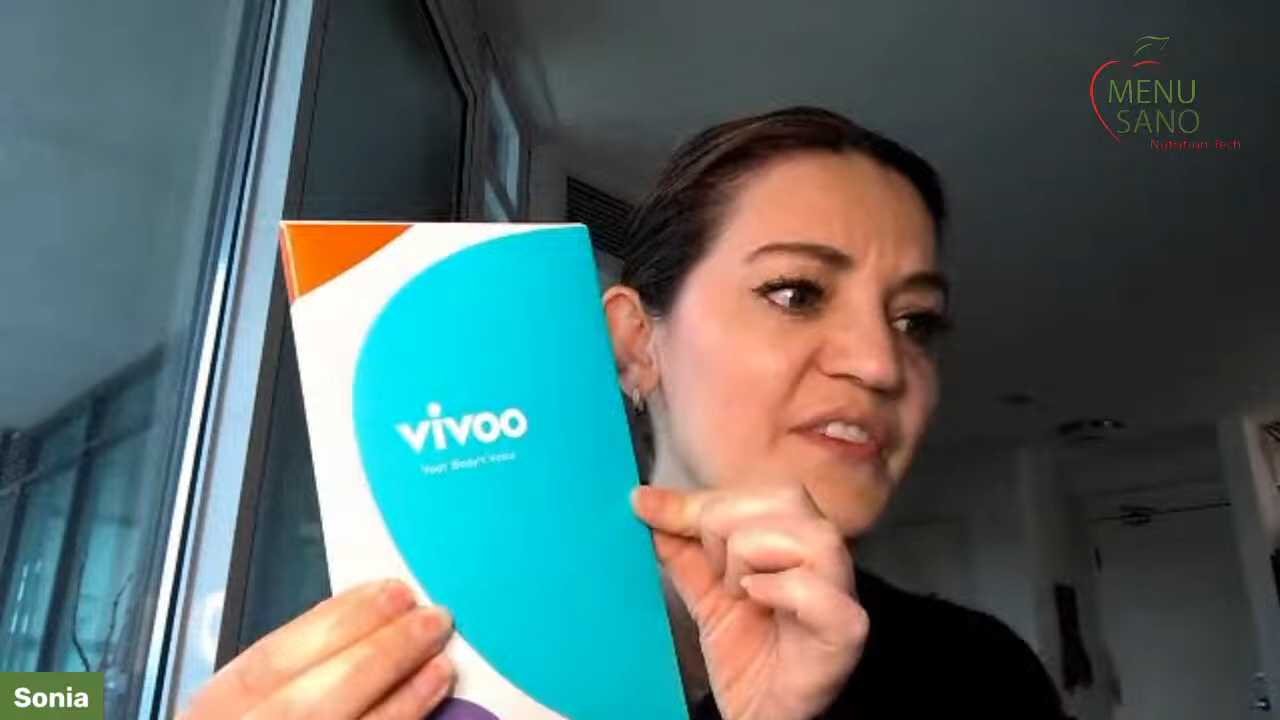 MENU
SANO
Nutrition Tech
vivoo
Your Body's Voice
Sonia